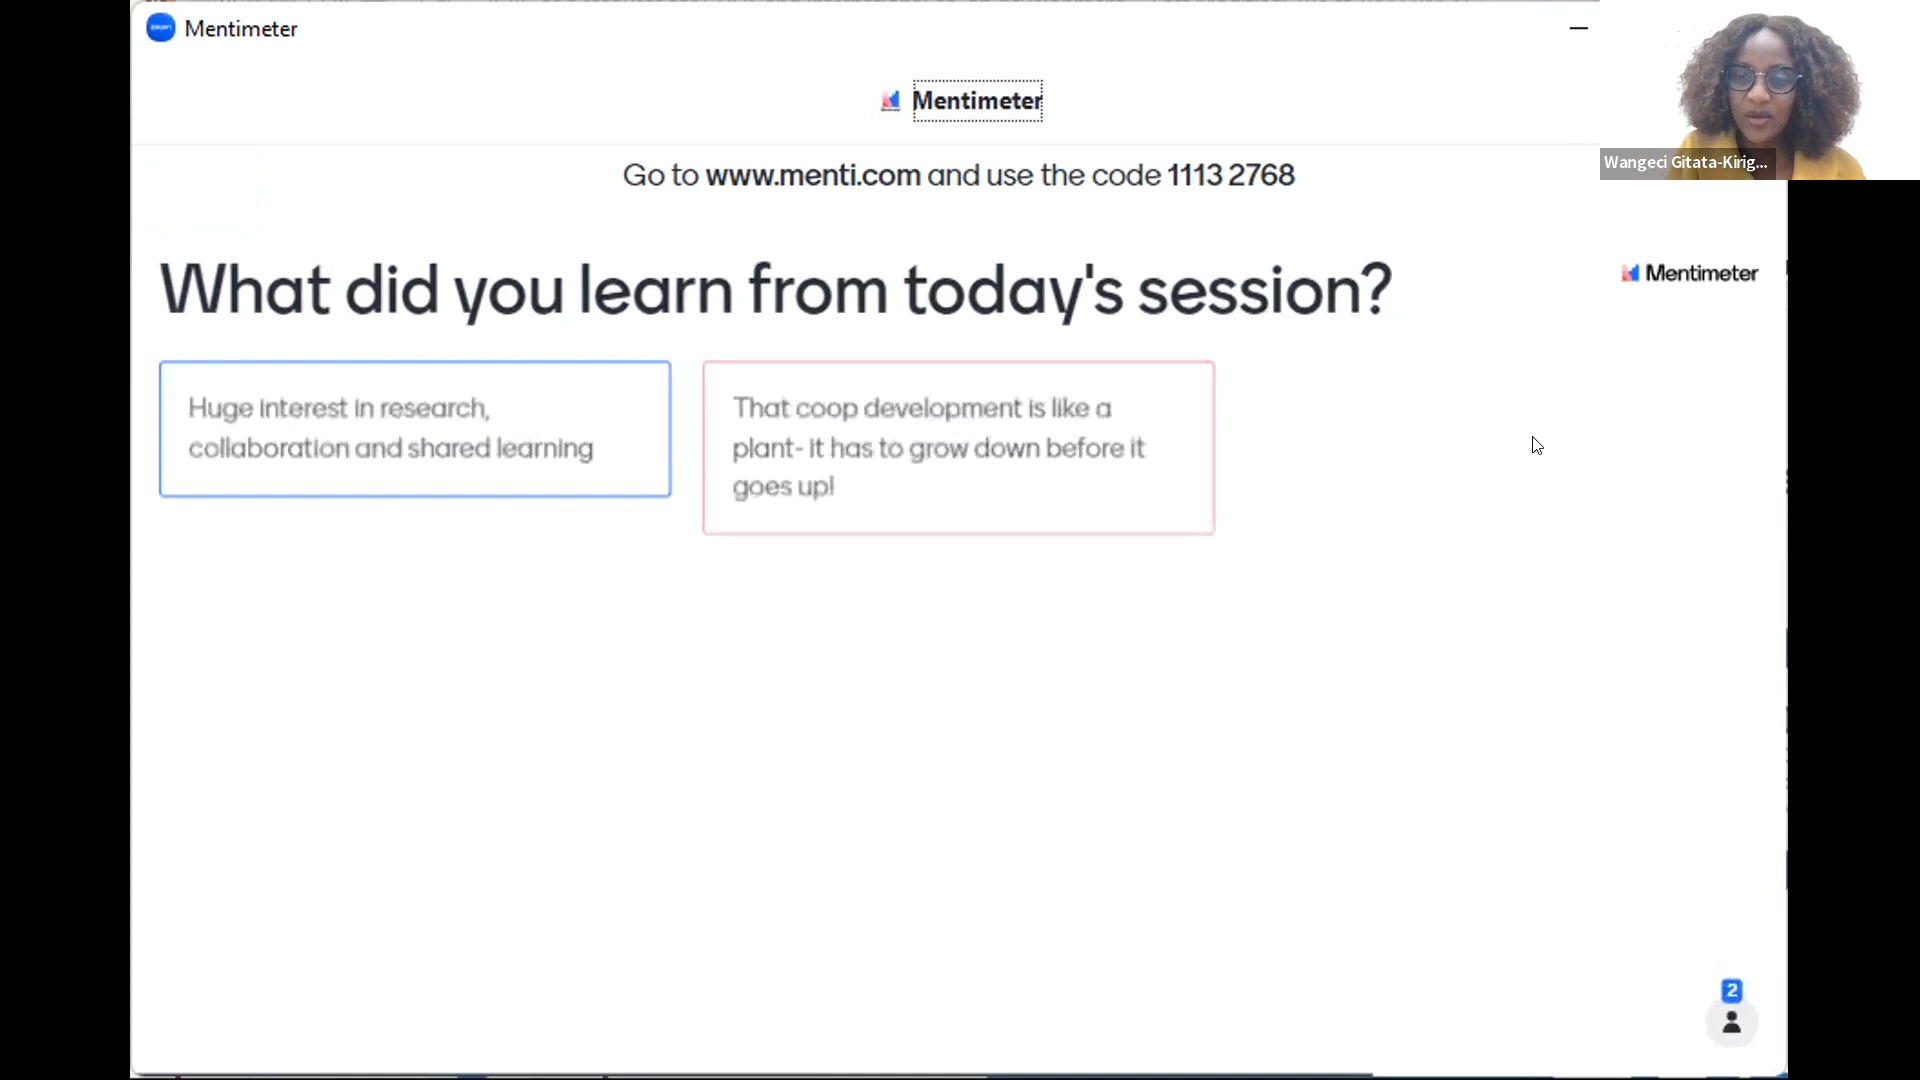 Mentimeter
Mentimeter
Go to www.menti.com and use the code 1113 2768
Wangeci Gitata-Kirig...
What did you learn from today's session?
Mentimeter
Huge interest in research,
collaboration and shared learning
That coop development is like a
plant- it has to grow down before it
goes up!
2